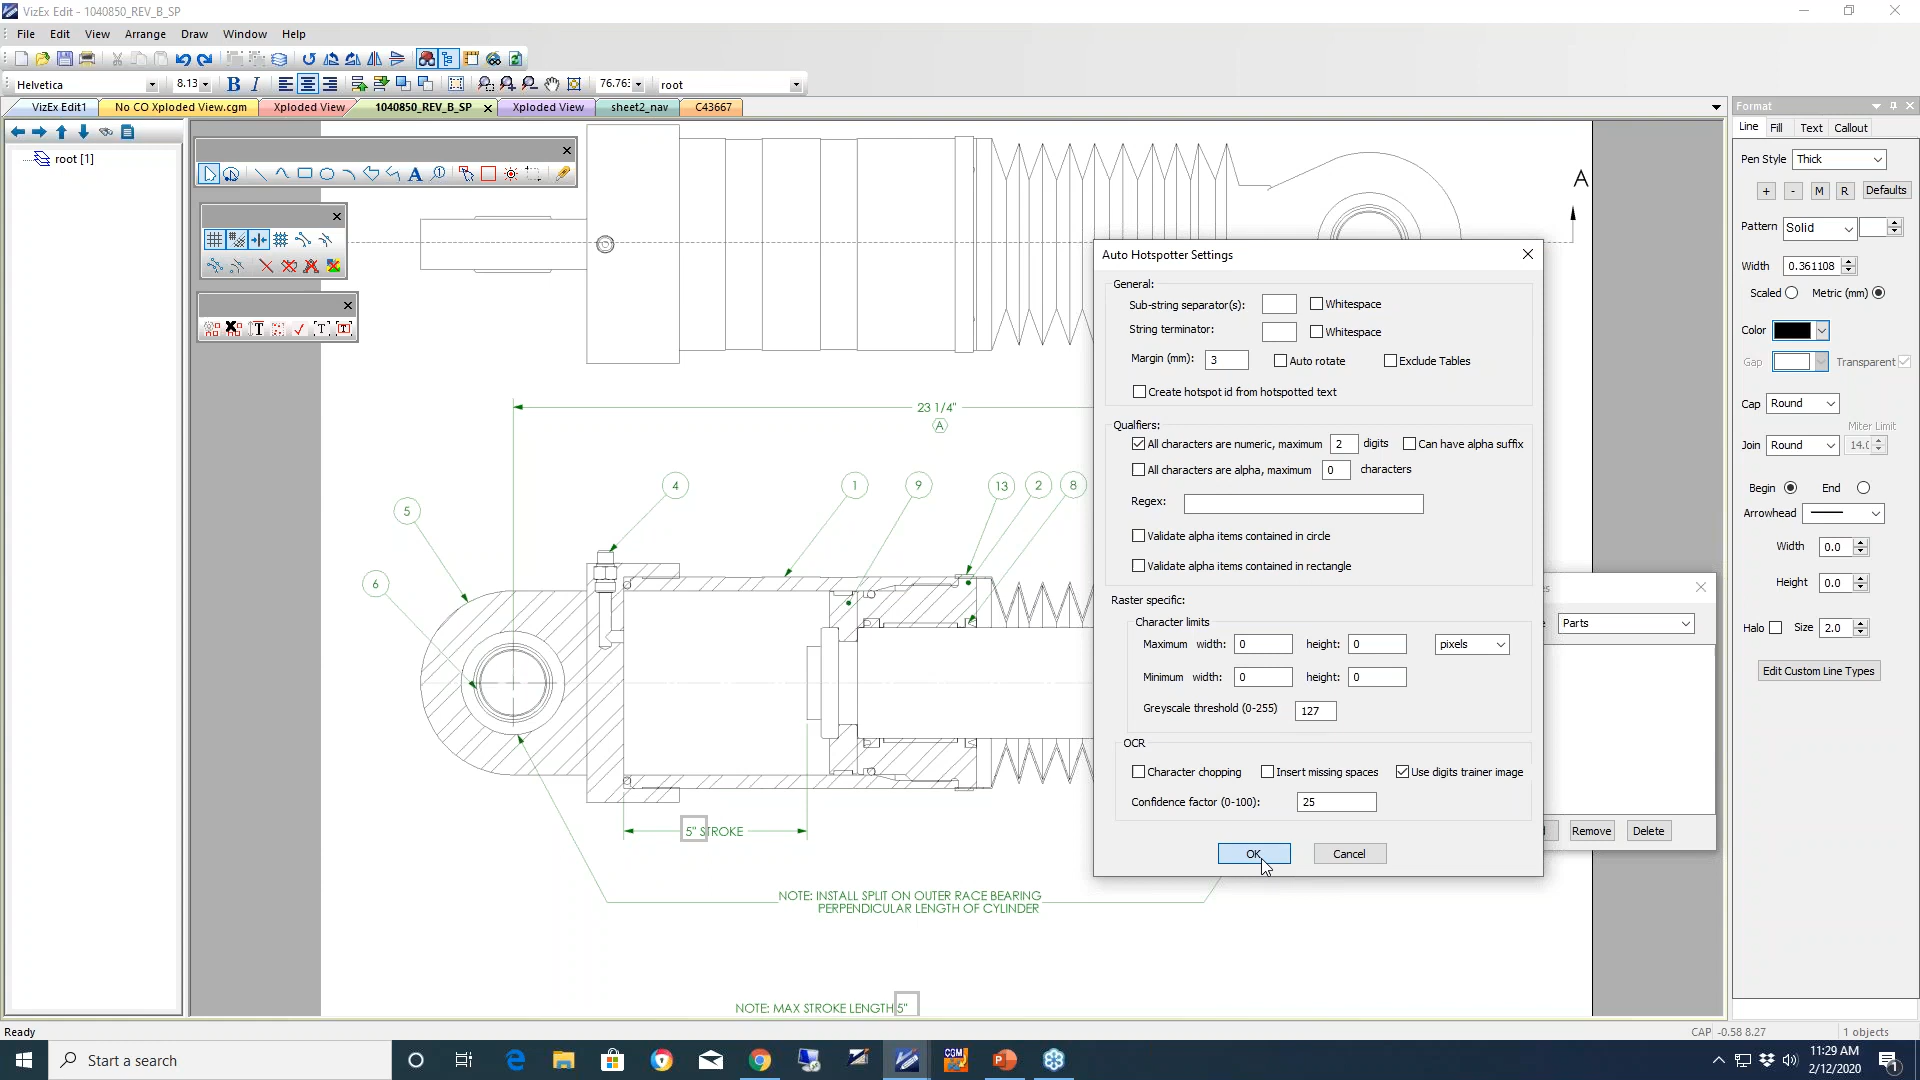 VizEx Edit - 1040850_REV_B_SP
File Edit View Arrange Draw Window Help
Helvetica 8.13 B I 76.76 root
VizEx Edit1 No CO Xploded View.cgm Xploded View 1040850_REV_B_SP Xploded View sheet2_nav C43667
root [1]
A
23 1/4"
A
5 4 1 9 13 2 8
6
5" STROKE
NOTE: INSTALL SPLIT ON OUTER RACE BEARING
PERPENDICULAR LENGTH OF CYLINDER
NOTE: MAX STROKE LENGTH 5"
Auto Hotspotter Settings
General:
Sub-string separator(s): Whitespace
String terminator: Whitespace
Margin (mm): 3 Auto rotate Exclude Tables
Create hotspot id from hotspotted text
Qualfiers:
All characters are numeric, maximum 2 digits Can have alpha suffix
All characters are alpha, maximum 0 characters
Regex:
Validate alpha items contained in circle
Validate alpha items contained in rectangle
Raster specific:
Character limits
Maximum width: 0 height: 0 pixels
Minimum width: 0 height: 0
Greyscale threshold (0-255) 127
OCR
Character chopping Insert missing spaces Use digits trainer image
Confidence factor (0-100): 25
OK Cancel
Parts
Remove Delete
Format
Line Fill Text Callout
Pen Style Thick
+ - M R Defaults
Pattern Solid
Width 0.361108
Scaled Metric (mm)
Color
Gap Transparent
Cap Round
Miter Limit
Join Round 14.
Begin End
Arrowhead
Width 0.0
Height 0.0
Halo Size 2.0
Edit Custom Line Types
Ready CAP -0.58 8.27 1 objects
Start a search
CGM
11:29 AM
2/12/2020
1